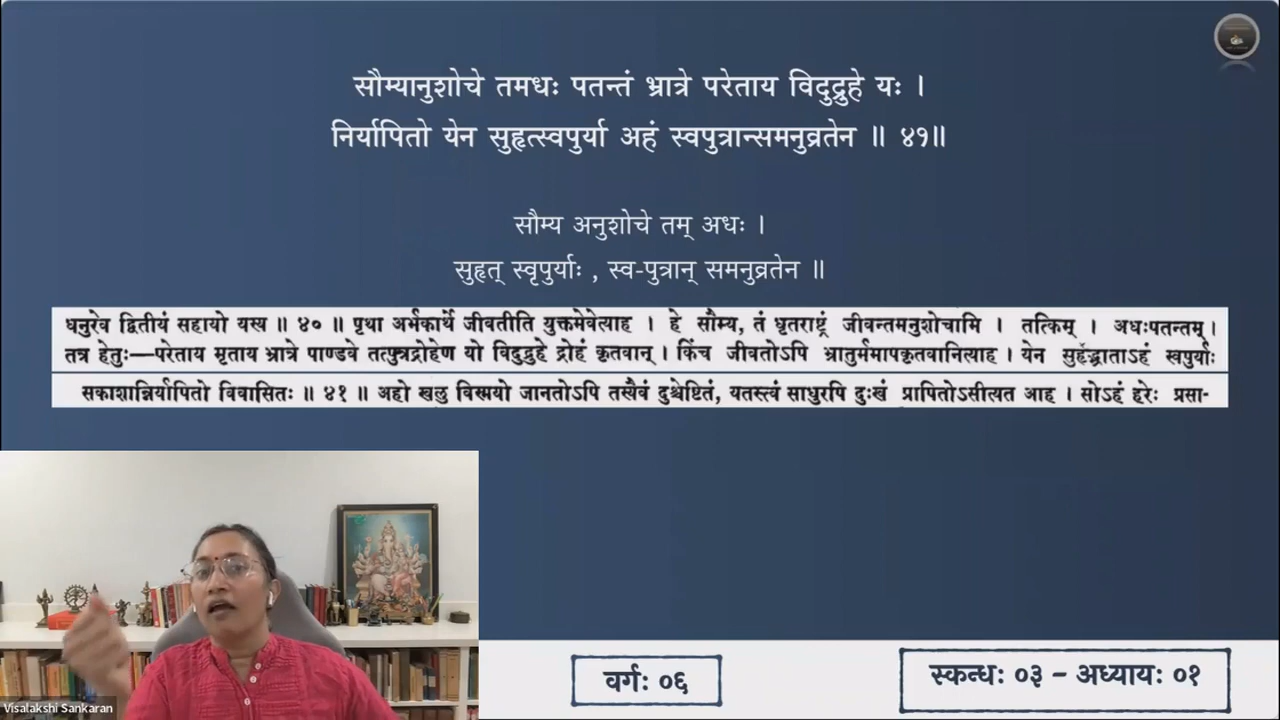 सौम्यानुशोचे तमधः पतन्तं भ्रात्रे परेताय विदुद्रुहे यः ।
निर्यापितो येन सुहृत्स्वपुर्या अहं स्वपुत्रान्समनुव्रतेन ॥ ४१॥
सौम्य अनुशोचे तम् अधः ।
सुहृत् स्वृपुर्याः , स्व-पुत्रान् समनुव्रतेन ॥
धनुरेव द्वितीयं सहायो यस्य ॥ ४० ॥ पृथा अर्भकार्थे जीवतीति युक्तमेवेत्याह । हे सौम्य, तं धृतराष्ट्रं जीवन्तमनुशोचामि । तत्किम् । अधःपतन्तम् ।
तत्र हेतुः—परेताय मृताय भ्रात्रे पाण्डवे तत्पुत्रद्रोहेण यो विदुद्रुहे द्रोहं कृतवान् । किंच जीवतोऽपि भ्रातुर्ममापकृतवानित्याह । येन सुहृद्भ्राताऽहं स्वपुर्याः
सकाशान्निर्यापितो विवासितः ॥ ४१ ॥ अहो खलु विस्मयो जानतोऽपि तस्यैवं दुश्चेष्टितं, यतस्त्वं साधुरपि दुःखं प्रापितोऽसीत्यत आह । सोऽहं हरेः प्रसा-
वर्गः ०६
स्कन्धः ०३ – अध्यायः ०१
Visalakshi Sankaran